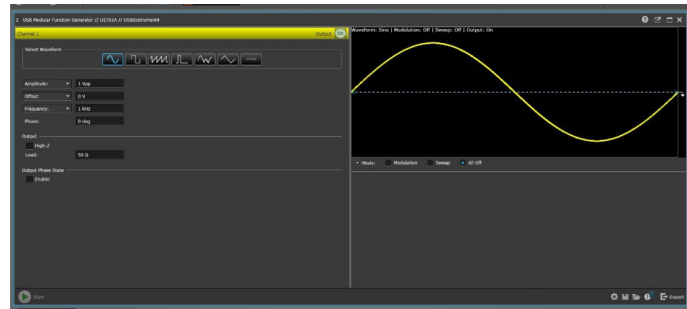 2 USB Modular Function Generator // U2761A // USBInstrument4
Channel 1
Output: On
Select Waveform
Amplitude: 1 Vpp
Offset: 0 V
Frequency: 1 kHz
Phase: 0 deg
Output
High-Z
Load: 50 Ω
Output Phase State
Enable
Start
Waveform: Sine | Modulation: Off | Sweep: Off | Output: On
Mode: Modulation Sweep All Off
Export